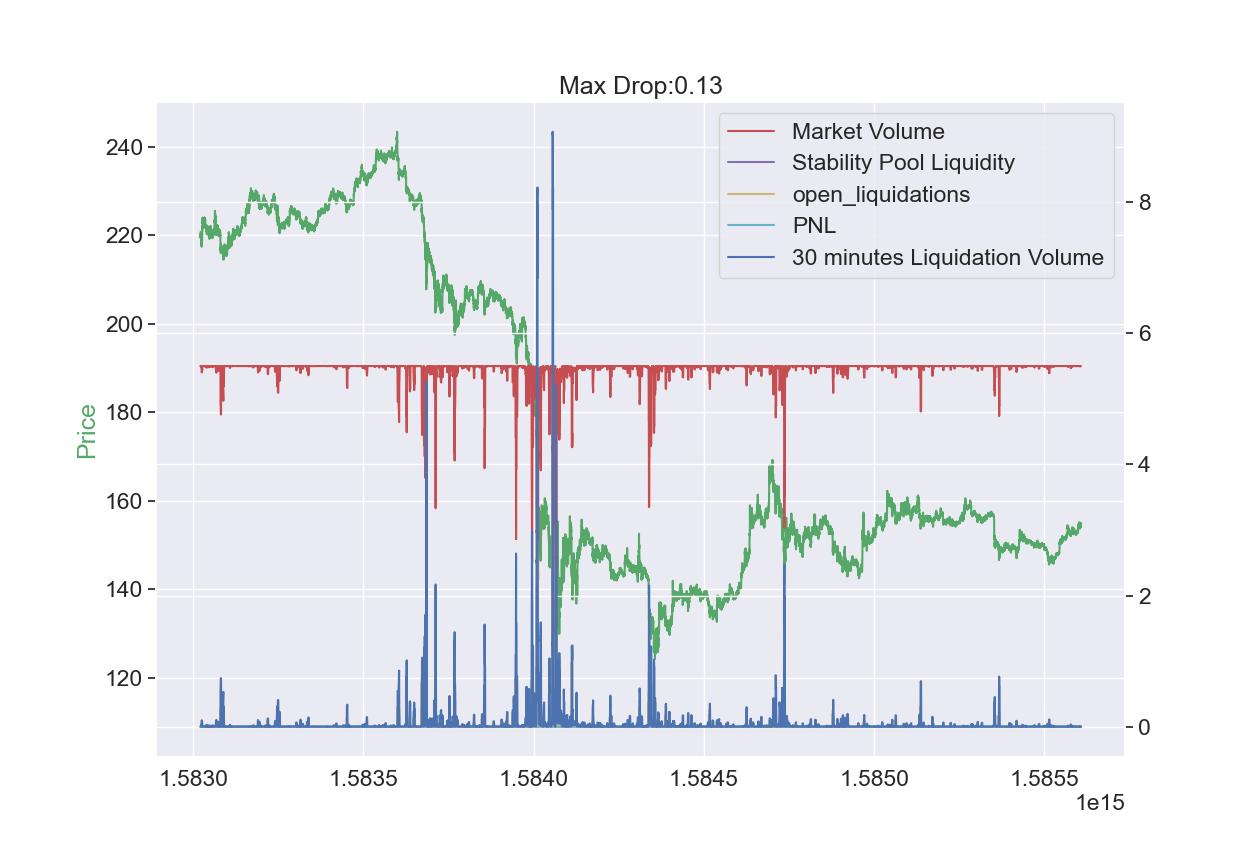 Max Drop:0.13
Market Volume
Stability Pool Liquidity
open_liquidations
PNL
30 minutes Liquidation Volume
Price
240
220
200
180
160
140
120
8
6
4
2
0
1.5830 1.5835 1.5840 1.5845 1.5850 1.5855
1e15